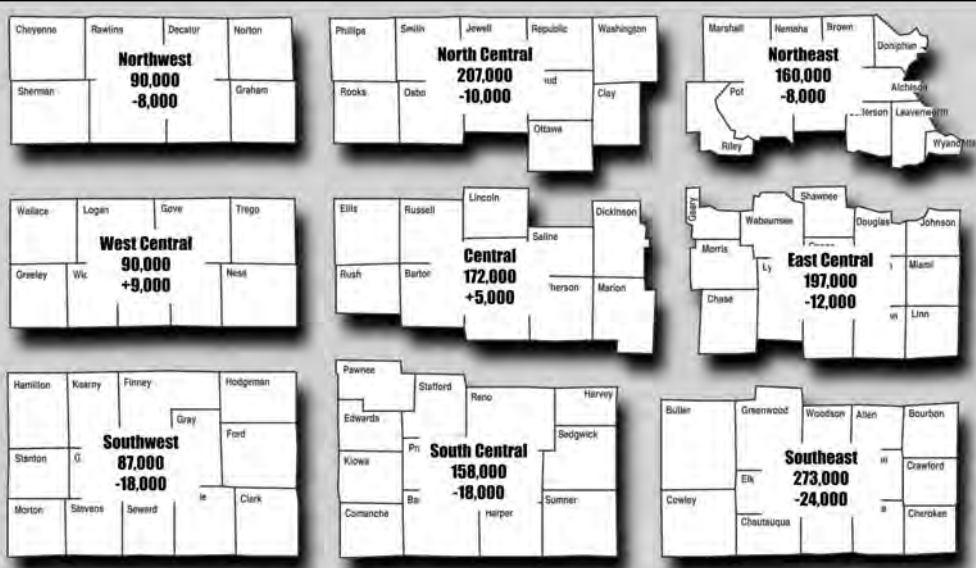 Cheyenne Rawlins Decatur Norton
Northwest
90,000
-8,000
Sherman Graham
Phillips Smith Jewell Republic Washington
North Central
207,000
-10,000
Rooks Osbo Clay
Ottawa
Marshall Nemaha Brown
Doniphan
Northeast
160,000
-8,000
Atchison
Pot Leavenworth
Riley
Wallace Logan Gove Trego
West Central
90,000
+9,000
Greeley Wic Ness
Lincoln
Ellis Russell Dickinson
Saline
Central
172,000
+5,000
Rush Barton herson Marion
Shawnee
Geary Wabaunsee Douglas Johnson
Morris
East Central
197,000
-12,000
Ly Miami
Chase Linn
Hamilton Kearny Finney Hodgeman
Gray
Ford
Southwest
87,000
-18,000
Stanton
Morton Stevens Seward Clark
Pawnee
Stafford Reno Harvey
Edwards
Sedgwick
South Central
158,000
-18,000
Kiowa
Comanche Ba Harper Sumner
Butler Greenwood Woodson Allen Bourbon
Southeast
273,000
-24,000
Elk Crawford
Cowley Cherokee
Chautauqua